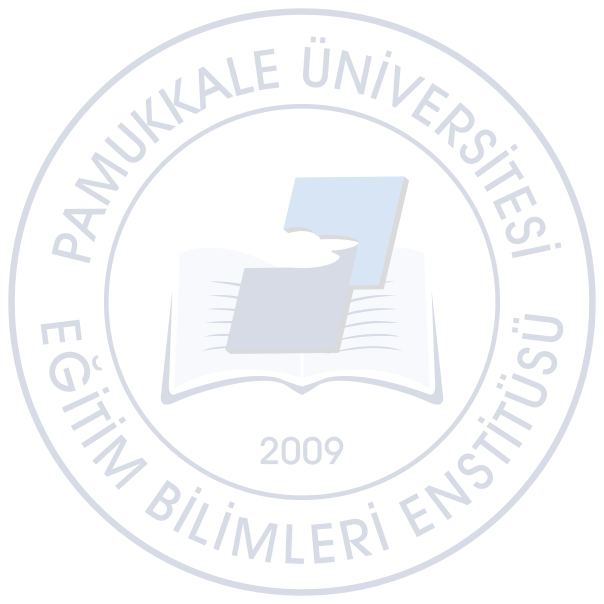 PAMUKKALE ÜNİVERSİTESİ
2009
EĞİTİM BİLİMLERİ ENSTİTÜSÜ